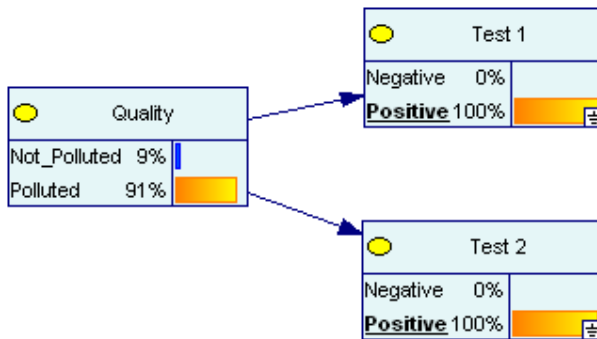 Quality
Not_Polluted 9%
Polluted 91%
Test 1
Negative 0%
Positive 100%
Test 2
Negative 0%
Positive 100%